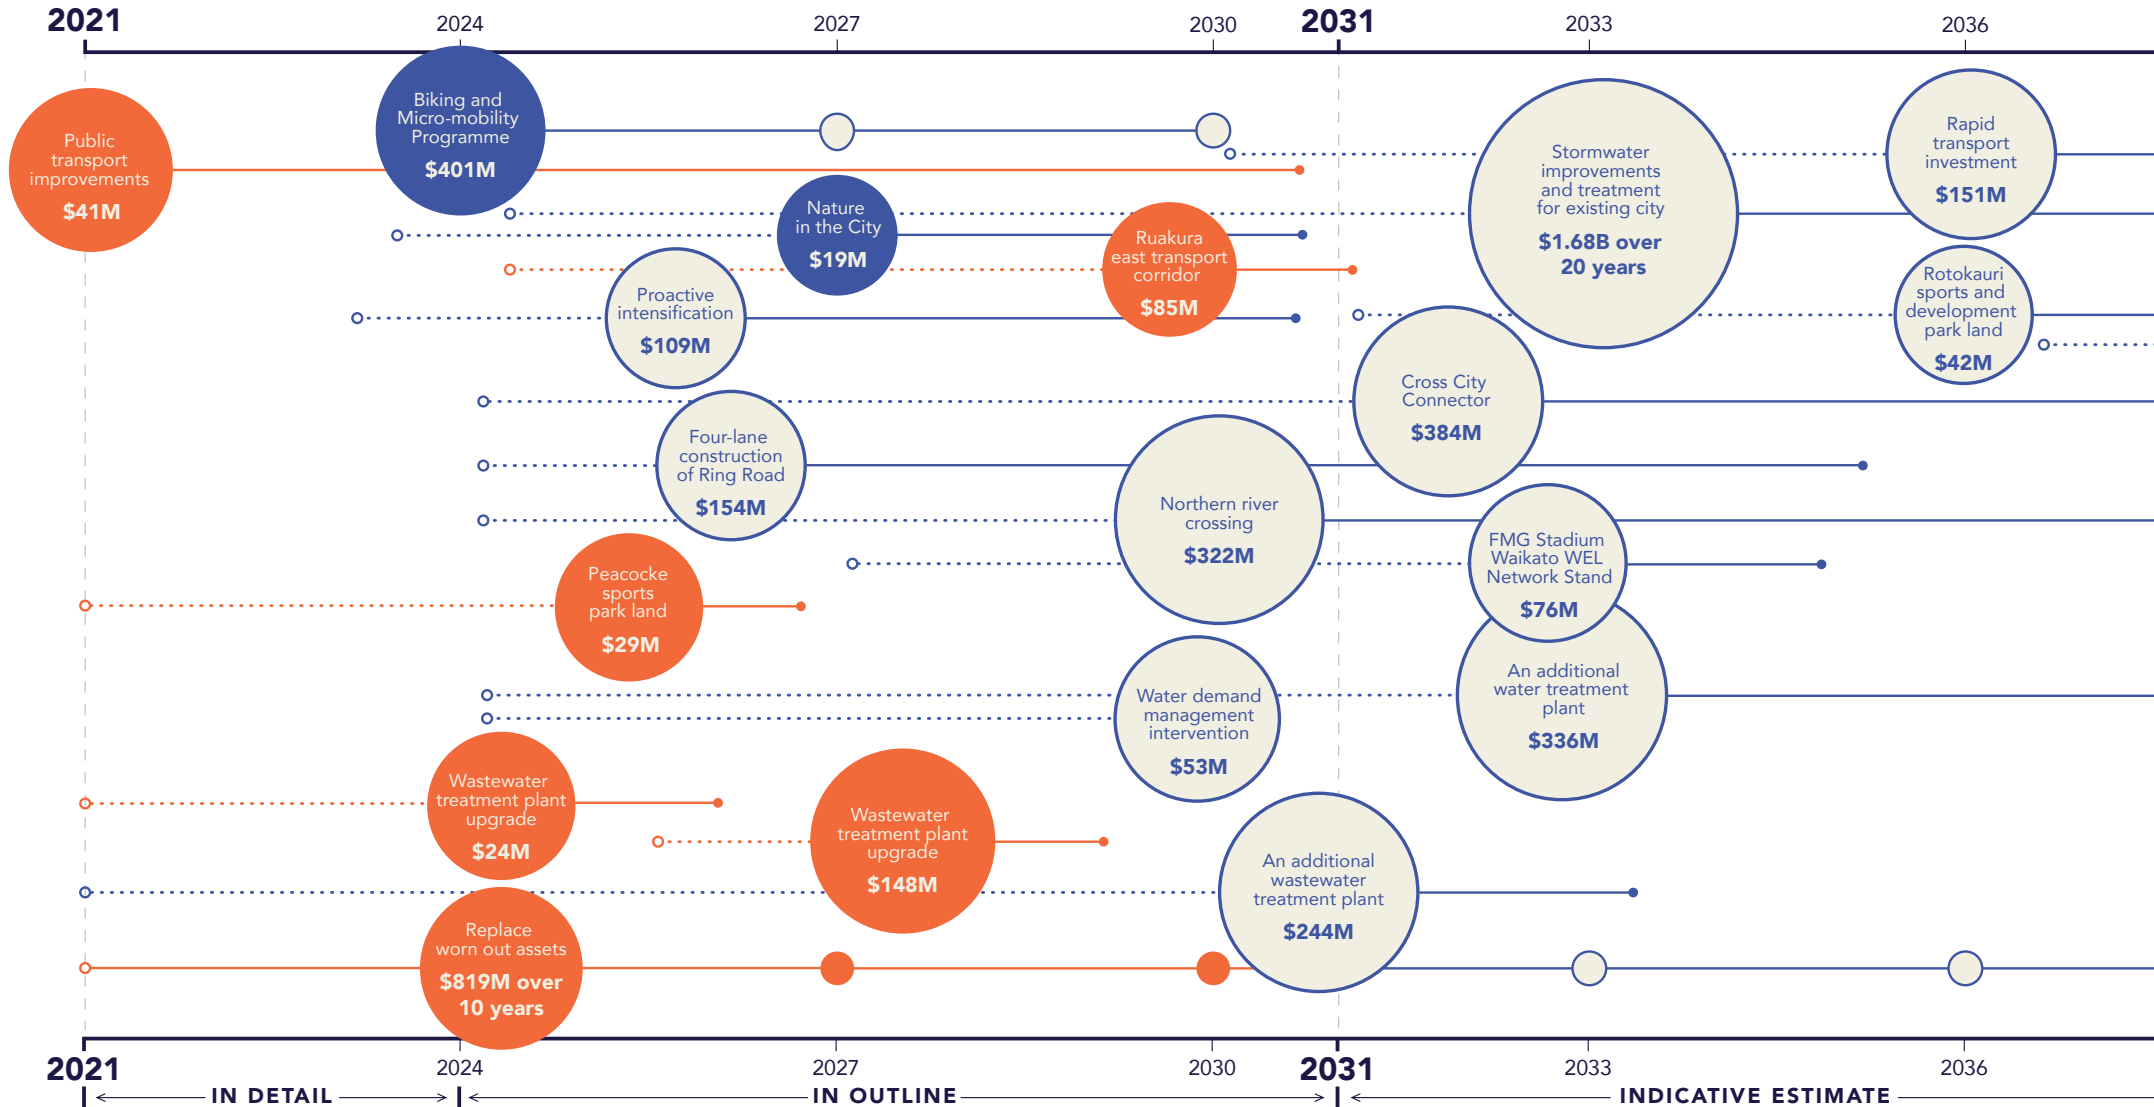 2021
2024
2027
2030
2031
2033
2036
Public
transport
improvements
$41M
Biking and
Micro-mobility
Programme
$401M
Nature
in the City
$19M
Ruakura
east transport
corridor
$85M
Stormwater
improvements
and treatment
for existing city
$1.68B over
20 years
Rapid
transport
investment
$151M
Rotokauri
sports and
development
park land
$42M
Proactive
intensification
$109M
Cross City
Connector
$384M
Four-lane
construction
of Ring Road
$154M
Northern river
crossing
$322M
FMG Stadium
Waikato WEL
Network Stand
$76M
Peacocke
sports
park land
$29M
An additional
water treatment
plant
$336M
Water demand
management
intervention
$53M
Wastewater
treatment plant
upgrade
$24M
Wastewater
treatment plant
upgrade
$148M
An additional
wastewater
treatment plant
$244M
Replace
worn out assets
$819M over
10 years
2021
2024
2027
2030
2031
2033
2036
IN DETAIL
IN OUTLINE
INDICATIVE ESTIMATE